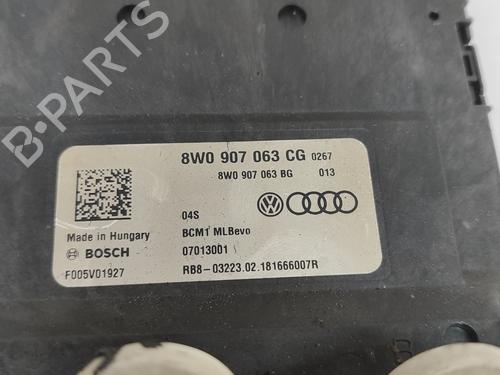 B-PARTS
8W0 907 063 CG 0267
8W0 907 063 BG 013
04S
Made in Hungary BCM1 MLBevo
BOSCH 07013001
F005V01927 RB8-03223.02.181666007R